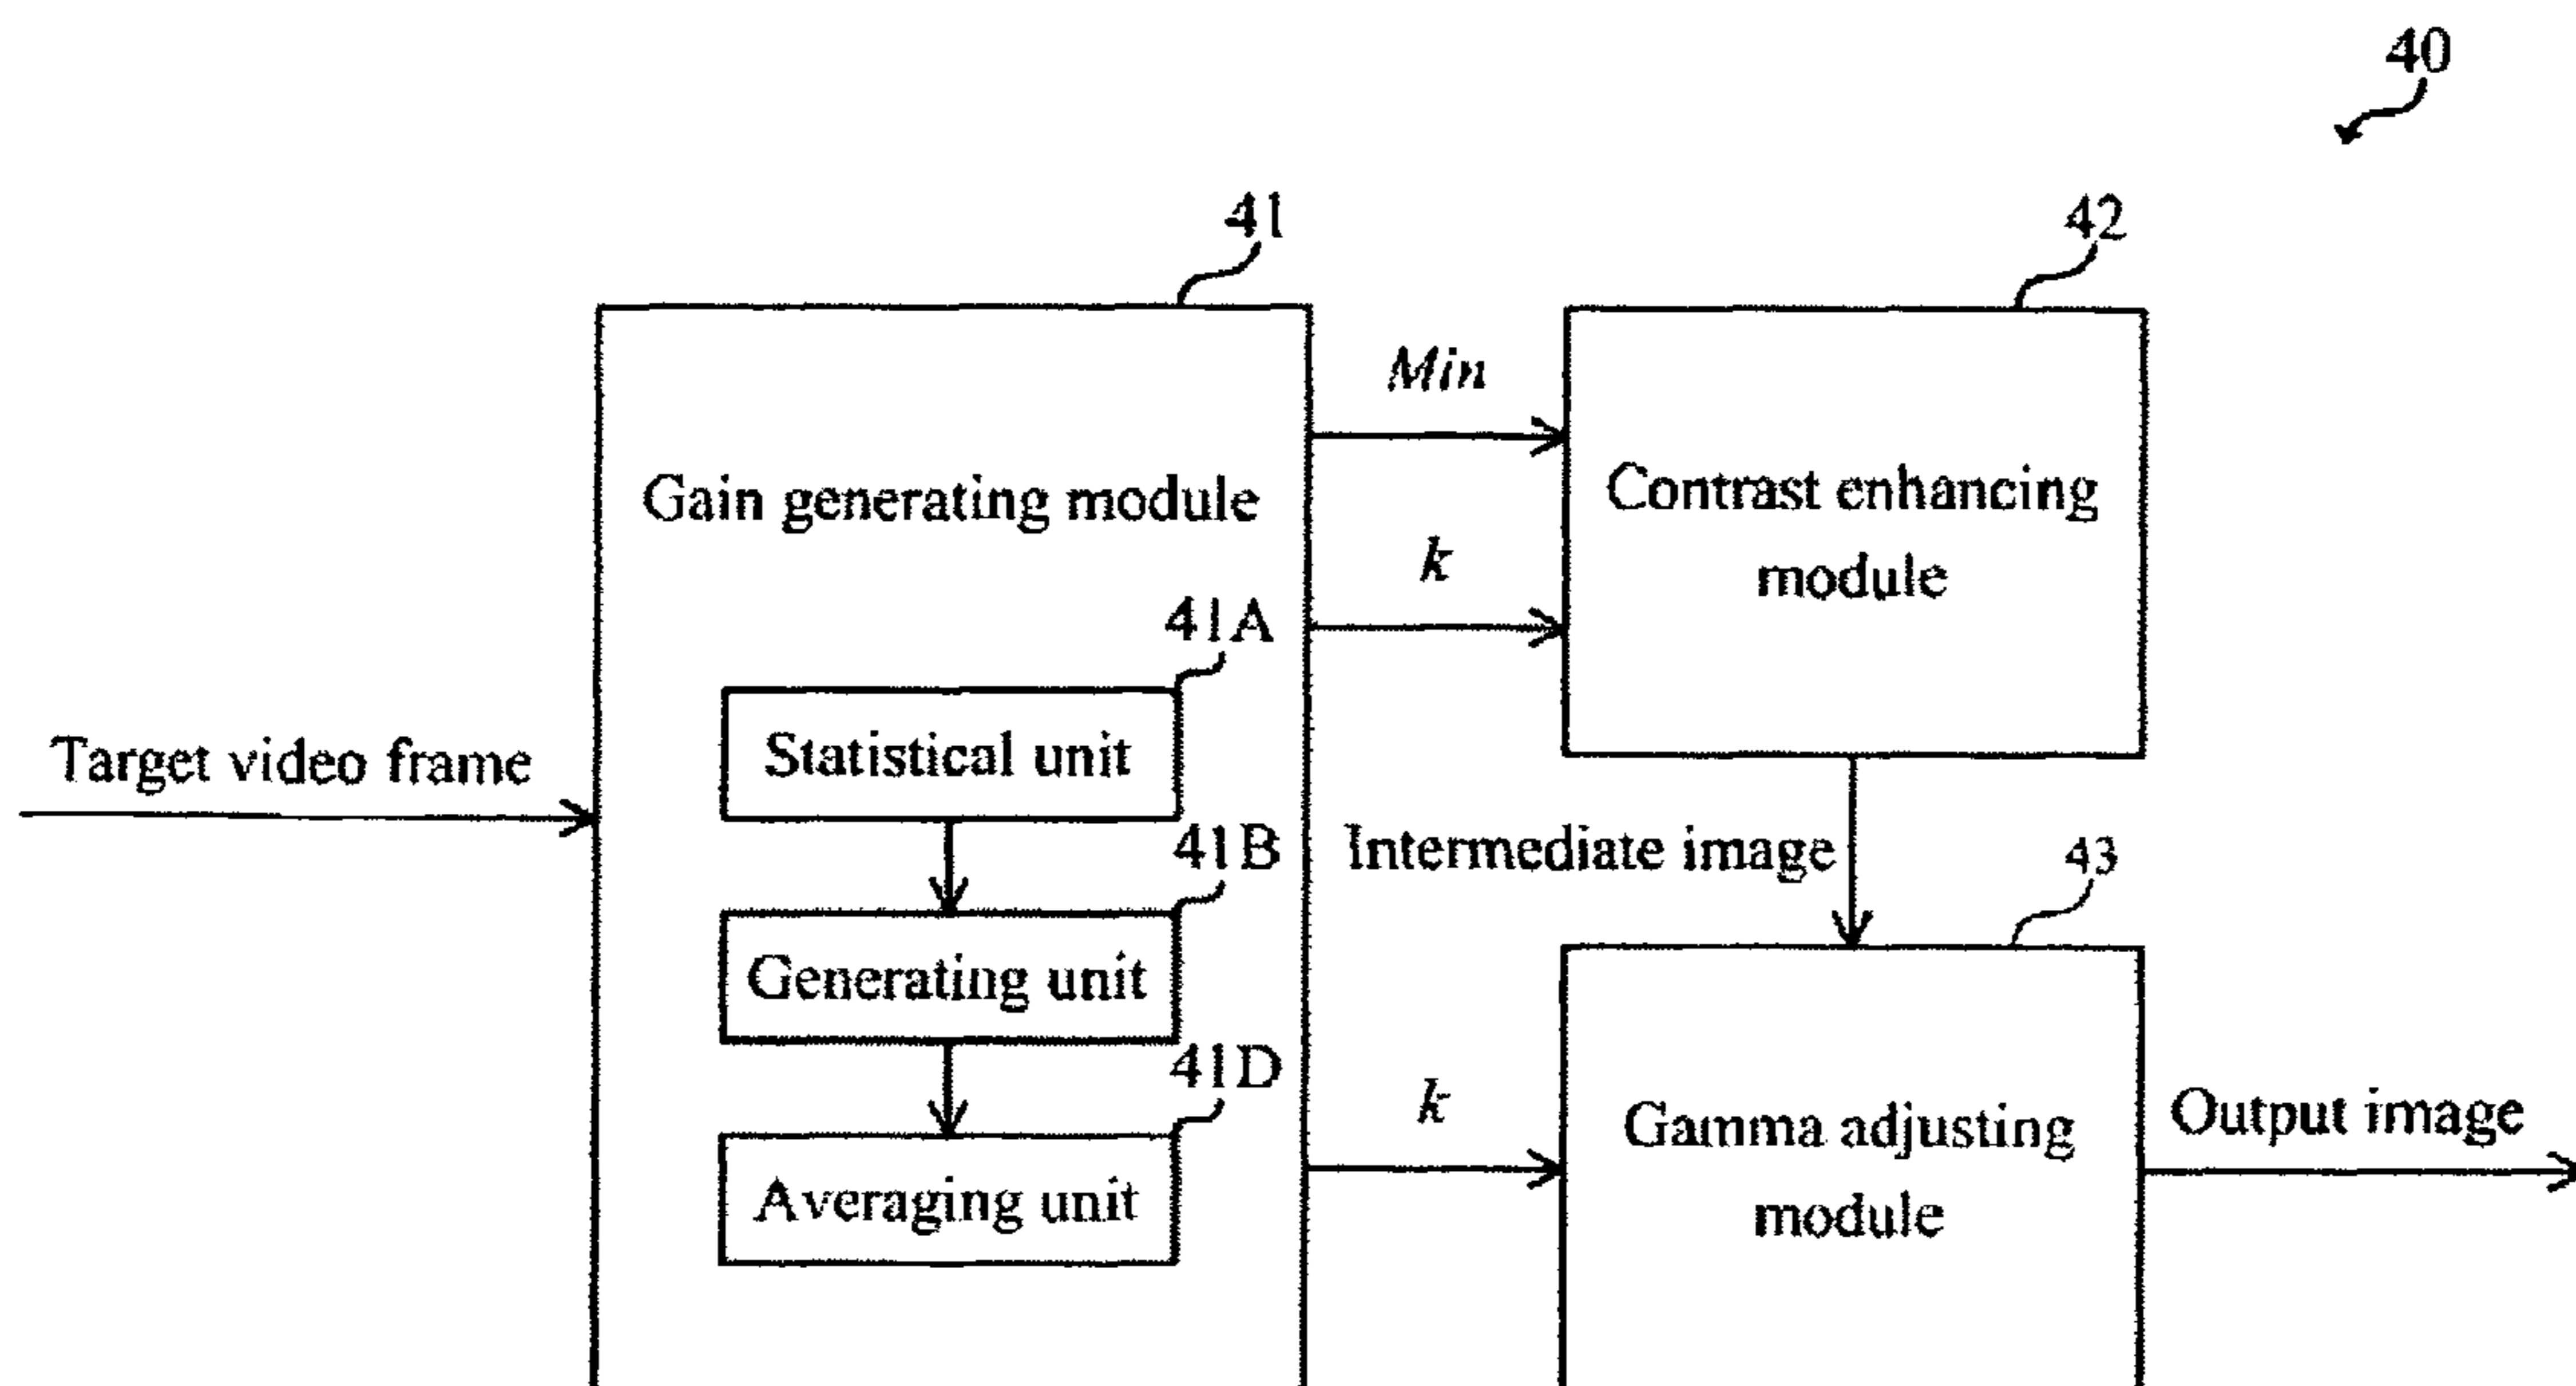 40
41
42
Min
Gain generating module
Contrast enhancing
module
k
41A
Statistical unit
Target video frame
41B
Intermediate image
43
Generating unit
41D
k
Gamma adjusting
module
Output image
Averaging unit